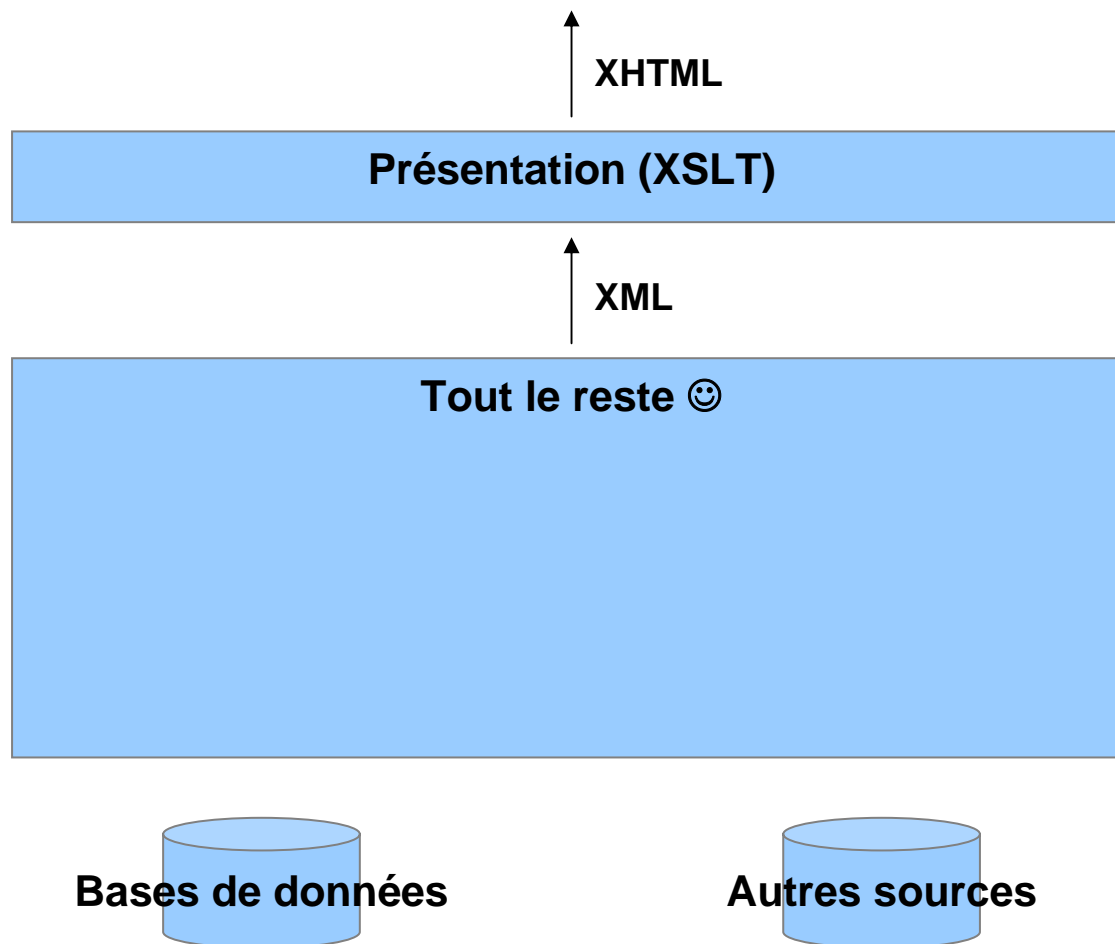 XHTML
Présentation (XSLT)
XML
Tout le reste ☺
Bases de données
Autres sources